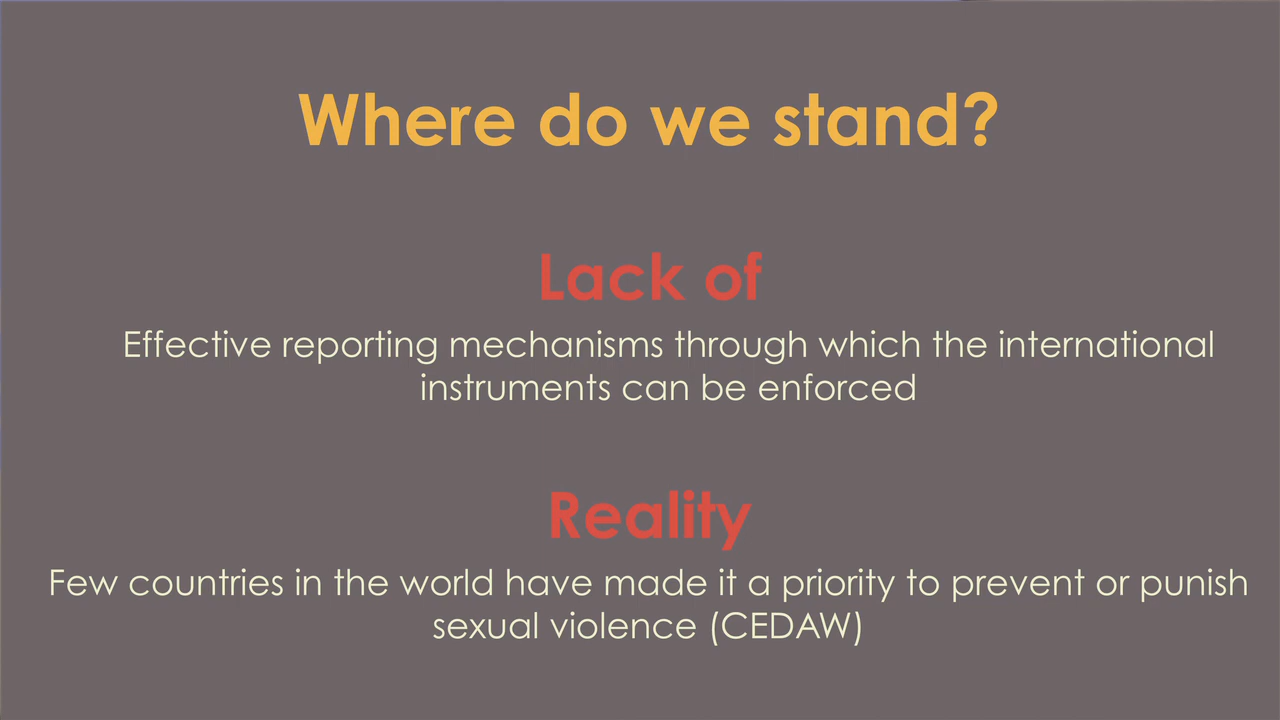 Where do we stand?
Lack of
Effective reporting mechanisms through which the international
instruments can be enforced
Reality
Few countries in the world have made it a priority to prevent or punish
sexual violence (CEDAW)